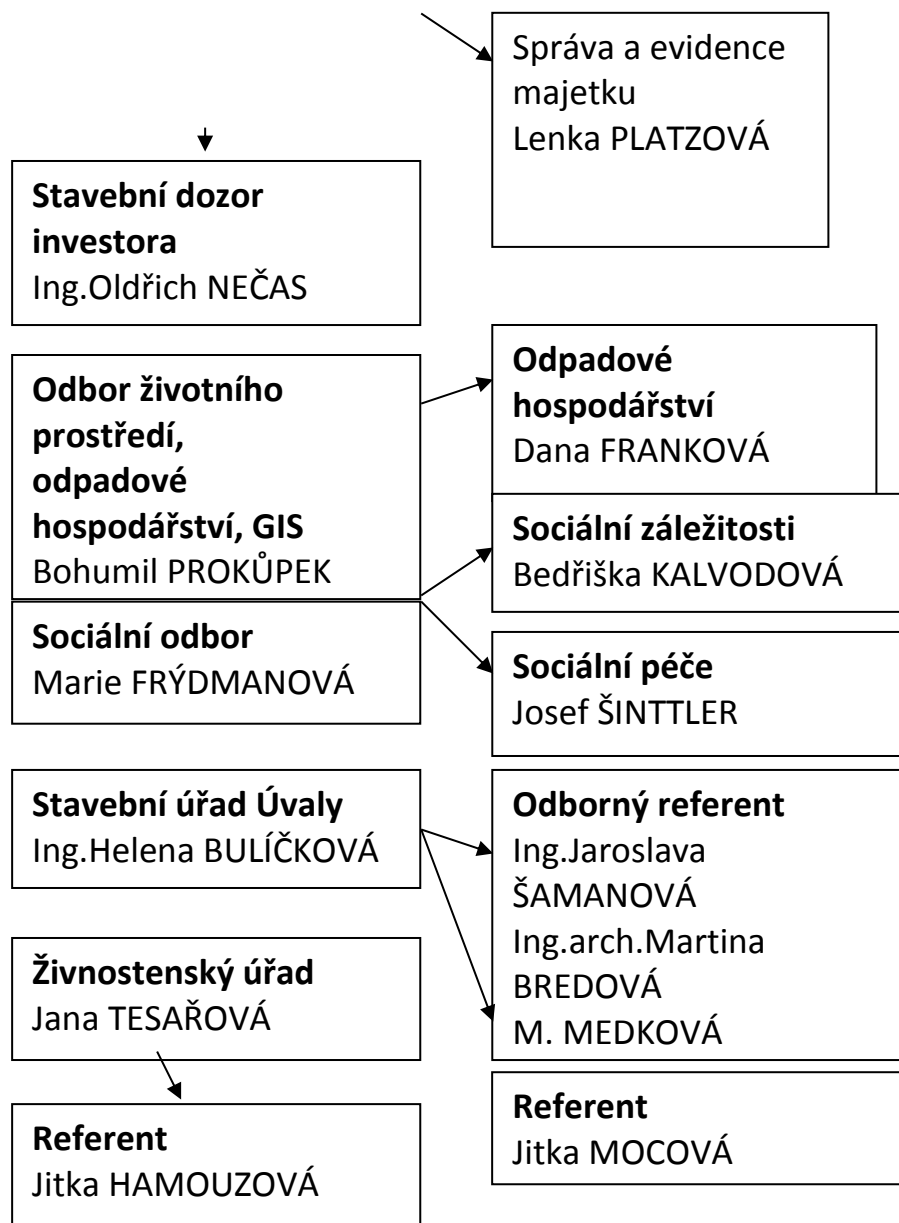 Správa a evidence
majetku
Lenka PLATZOVÁ
Stavební dozor
investora
Ing.Oldřich NEČAS
Odbor životního
prostředí,
odpadové
hospodářství, GIS
Bohumil PROKŮPEK
Odpadové
hospodářství
Dana FRANKOVÁ
Sociální záležitosti
Bedřiška KALVODOVÁ
Sociální odbor
Marie FRÝDMANOVÁ
Sociální péče
Josef ŠINTTLER
Stavební úřad Úvaly
Ing.Helena BULÍČKOVÁ
Odborný referent
Ing.Jaroslava
ŠAMANOVÁ
Ing.arch.Martina
BREDOVÁ
M. MEDKOVÁ
Živnostenský úřad
Jana TESAŘOVÁ
Referent
Jitka MOCOVÁ
Referent
Jitka HAMOUZOVÁ